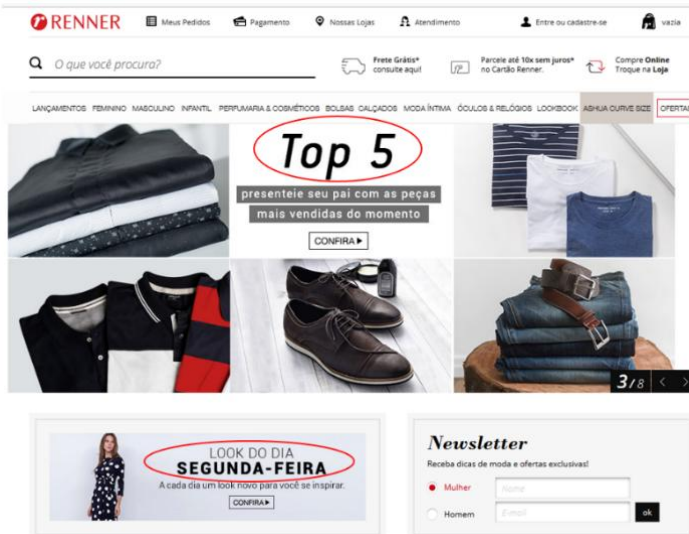 RENNER
Meus Pedidos
Pagamento
Nossas Lojas
Atendimento
Entre ou cadastre-se
vazia
O que você procura?
Frete Grátis*
consulte aqui!
Parcele até 10x sem juros*
no Cartão Renner.
Compre Online
Troque na Loja
LANÇAMENTOS FEMININO MASCULINO INFANTIL PERFUMARIA & COSMÉTICOS BOLSAS CALÇADOS MODA ÍNTIMA ÓCULOS & RELÓGIOS LOOKBOOK ASHUA CURVE SIZE OFERTAS
Top 5
presenteie seu pai com as peças
mais vendidas do momento
CONFIRA
3/8
LOOK DO DIA
SEGUNDA-FEIRA
A cada dia um look novo para você se inspirar.
CONFIRA
Newsletter
Receba dicas de moda e ofertas exclusivas!
Mulher
Nome
Homem
E-mail
ok